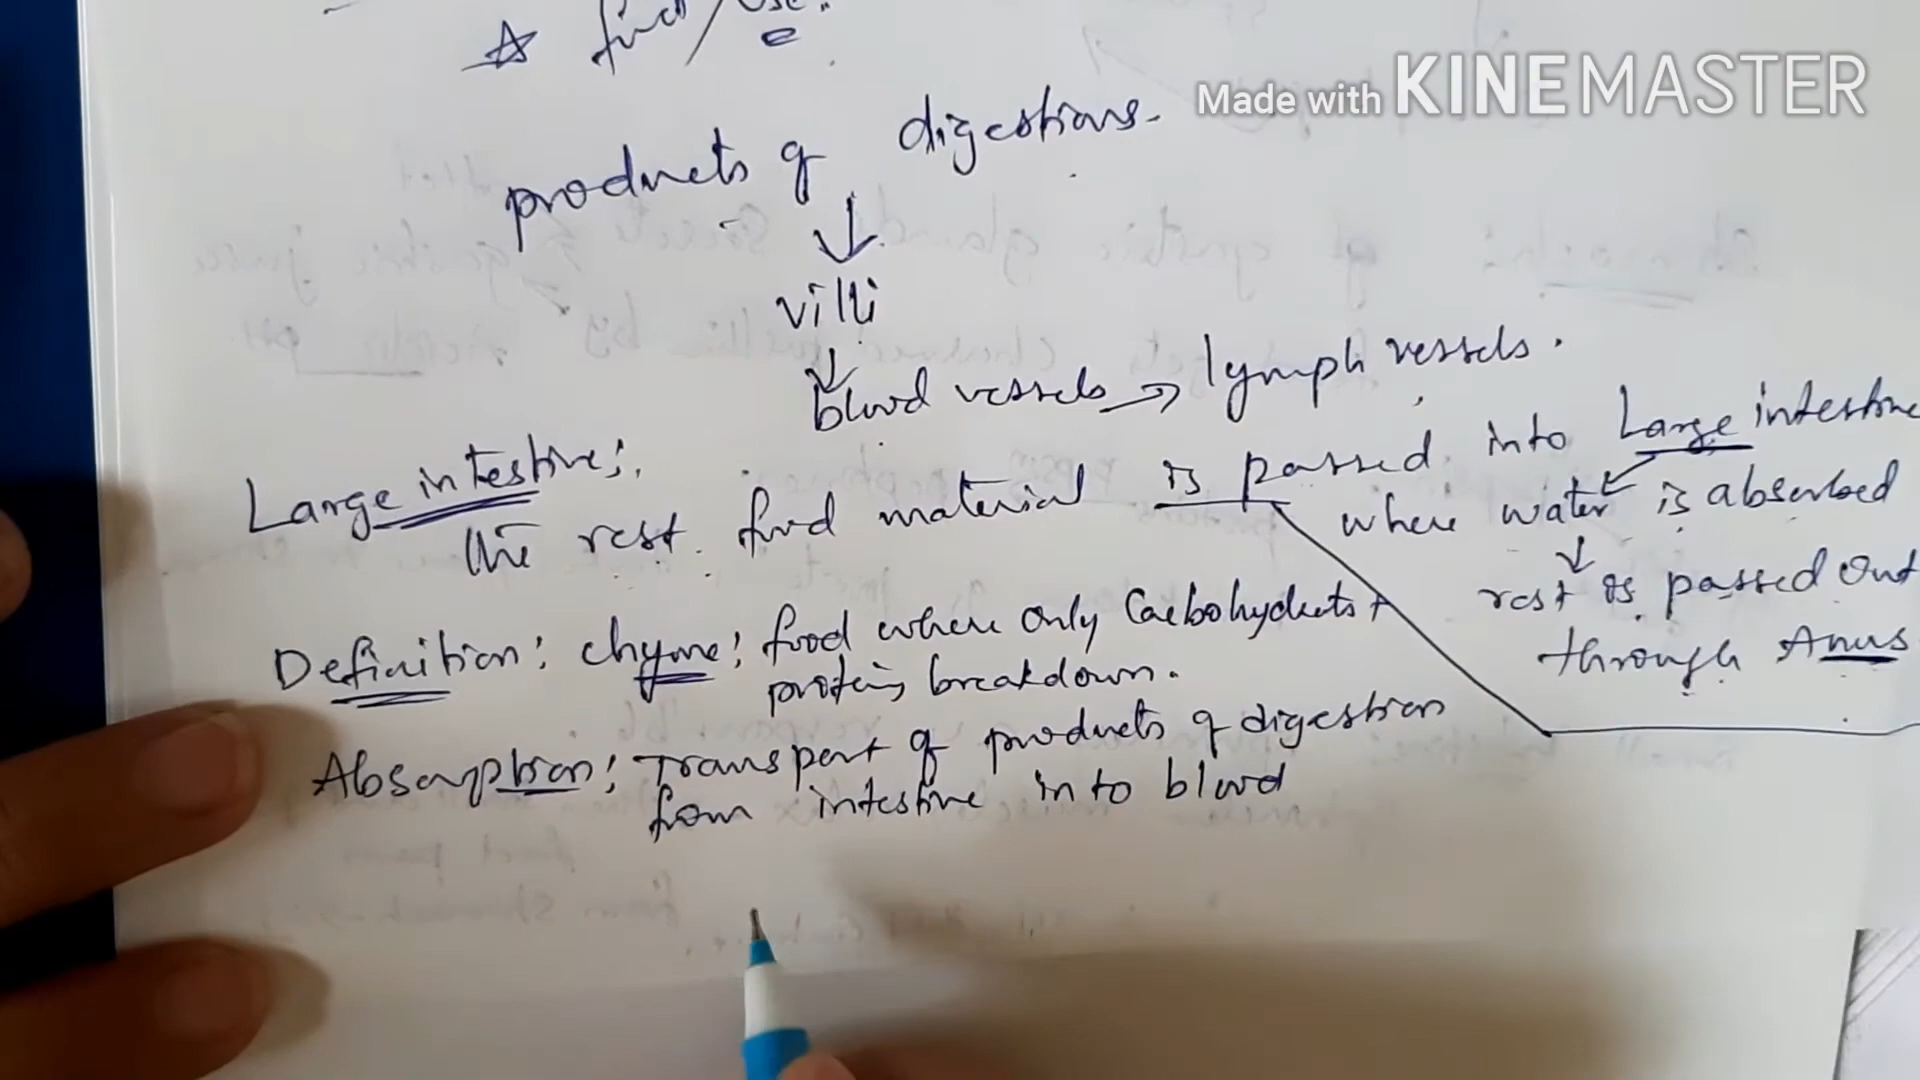 Made with KINEMASTER
products of digestions.
↓
villi
↓
blood vessels → lymph vessels.
Large intestine:
the rest food material is passed into Large intestine
where water is absorbed
↓
rest is passed out
through Anus
Definition: chyme: food where only Carbohydrats +
protein breakdown.
Absorption: Transport of products of digestion
from intestine into blood